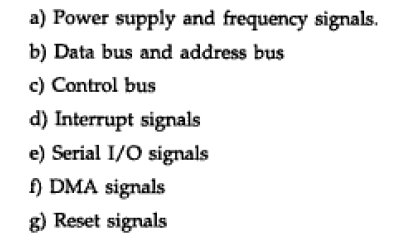 a) Power supply and frequency signals.
b) Data bus and address bus
c) Control bus
d) Interrupt signals
e) Serial I/O signals
f) DMA signals
g) Reset signals